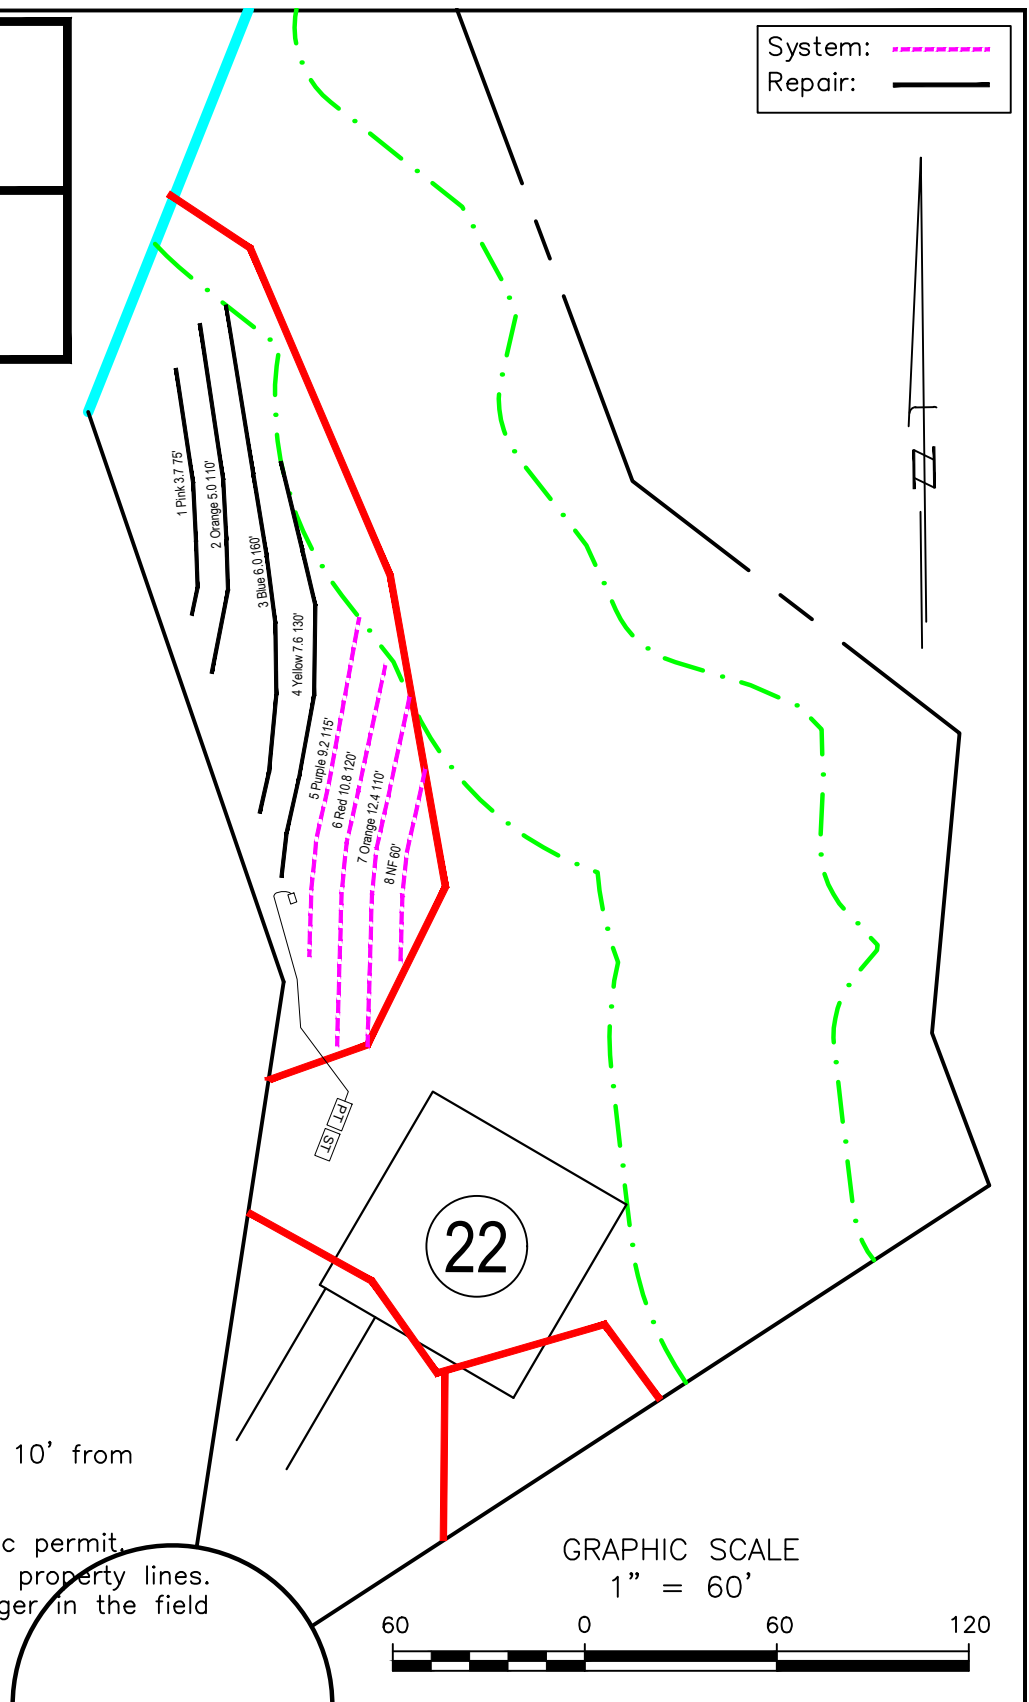 System:
Repair:
N
1 Pink 3.7 75'
2 Orange 5.0 110'
3 Blue 6.0 160'
4 Yellow 7.6 130'
5 Purple 9.2 115'
6 Red 10.8 120'
7 Orange 12.4 110'
8 NF 60'
PT
ST
22
10' from
c permit.
property lines.
ger in the field
GRAPHIC SCALE
1" = 60'
60 0 60 120